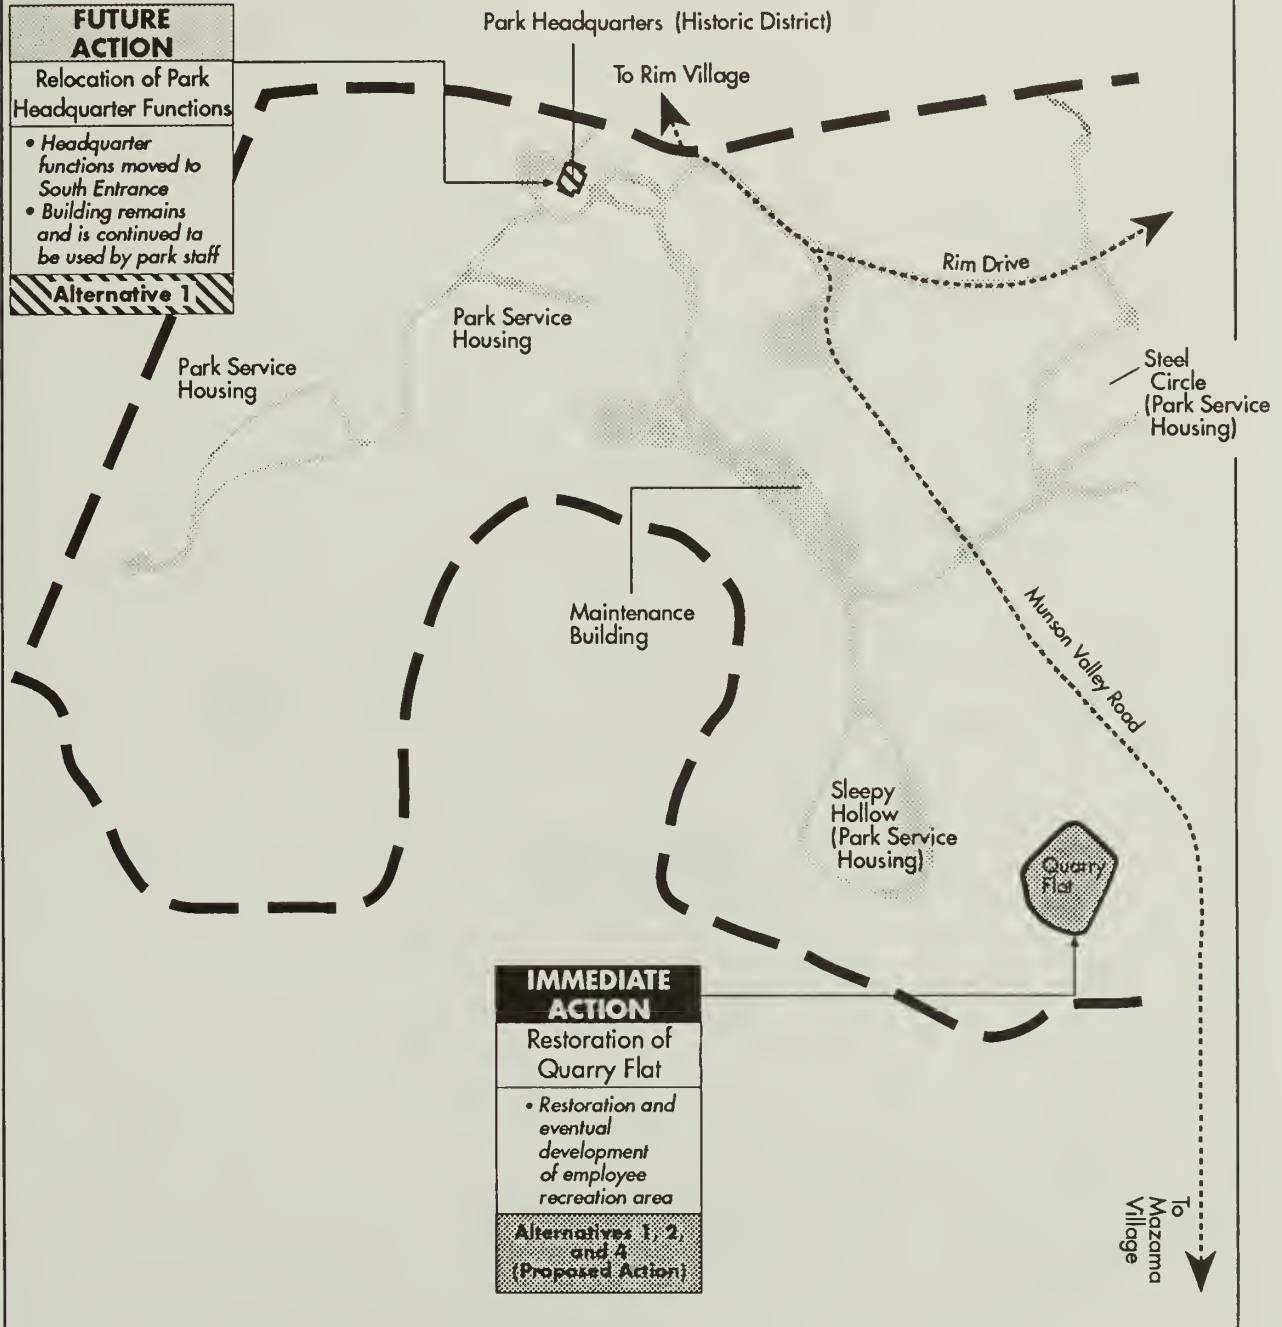 FUTURE
ACTION
Relocation of Park
Headquarter Functions
• Headquarter
functions moved to
South Entrance
• Building remains
and is continued ta
be used by park staff
Alternative 1
Park Headquarters (Historic District)
To Rim Village
Rim Drive
Park Service
Housing
Park Service
Housing
Steel
Circle
(Park Service
Housing)
Maintenance
Building
Munson Valley Road
Sleepy
Hollow
(Park Service
Housing)
Quarry
Flat
IMMEDIATE
ACTION
Restoration of
Quarry Flat
• Restoration and
eventual
development
of employee
recreation area
Alternatives 1, 2,
and 4
(Proposed Action)
To
Mazama
Village